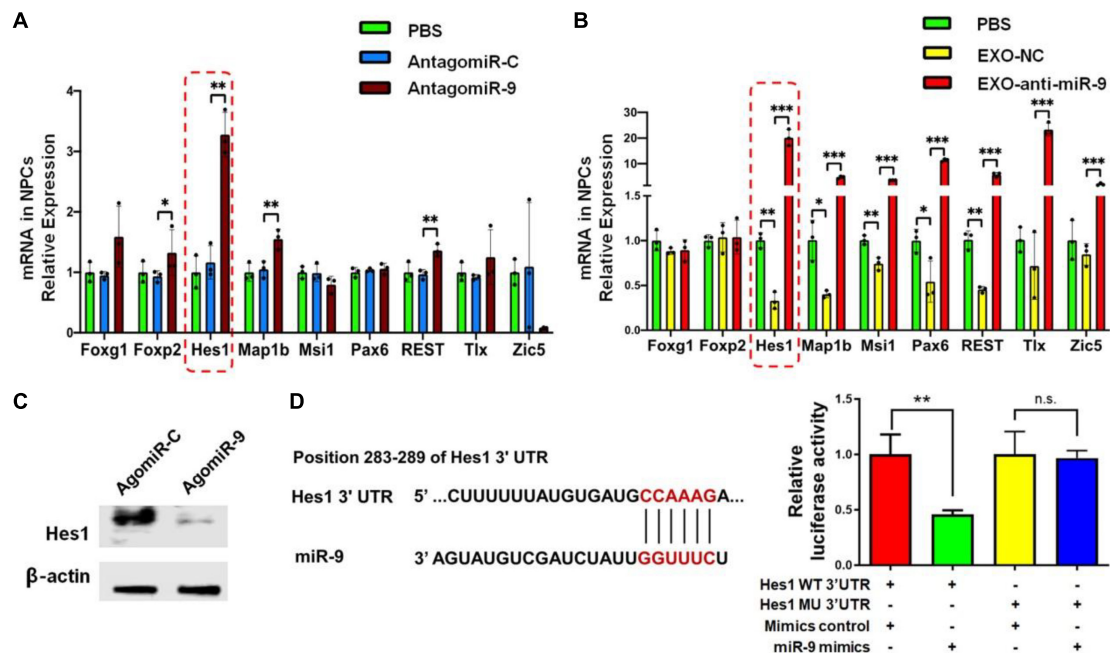 A
PBS
AntagomiR-C
AntagomiR-9
mRNA in NPCs
Relative Expression
4
3
2
1
0
**
*
**
**
Foxg1 Foxp2 Hes1 Map1b Msi1 Pax6 REST Tlx Zic5
B
PBS
EXO-NC
EXO-anti-miR-9
mRNA in NPCs
Relative Expression
30
20
10
1.5
1.0
0.5
0.0
*** *** *** *** *** *** ***
** * ** * **
Foxg1 Foxp2 Hes1 Map1b Msi1 Pax6 REST Tlx Zic5
C
AgomiR-C
AgomiR-9
Hes1
β-actin
D
Position 283-289 of Hes1 3' UTR
Hes1 3' UTR 5' ...CUUUUUUAUGUGAUGCCAAAGA...
miR-9 3' AGUAUGUCGAUCUAUUGGUUUCU
Relative
luciferase activity
1.5
1.0
0.5
0.0
** n.s.
Hes1 WT 3'UTR + + - -
Hes1 MU 3'UTR - - + +
Mimics control + - + -
miR-9 mimics - + - +